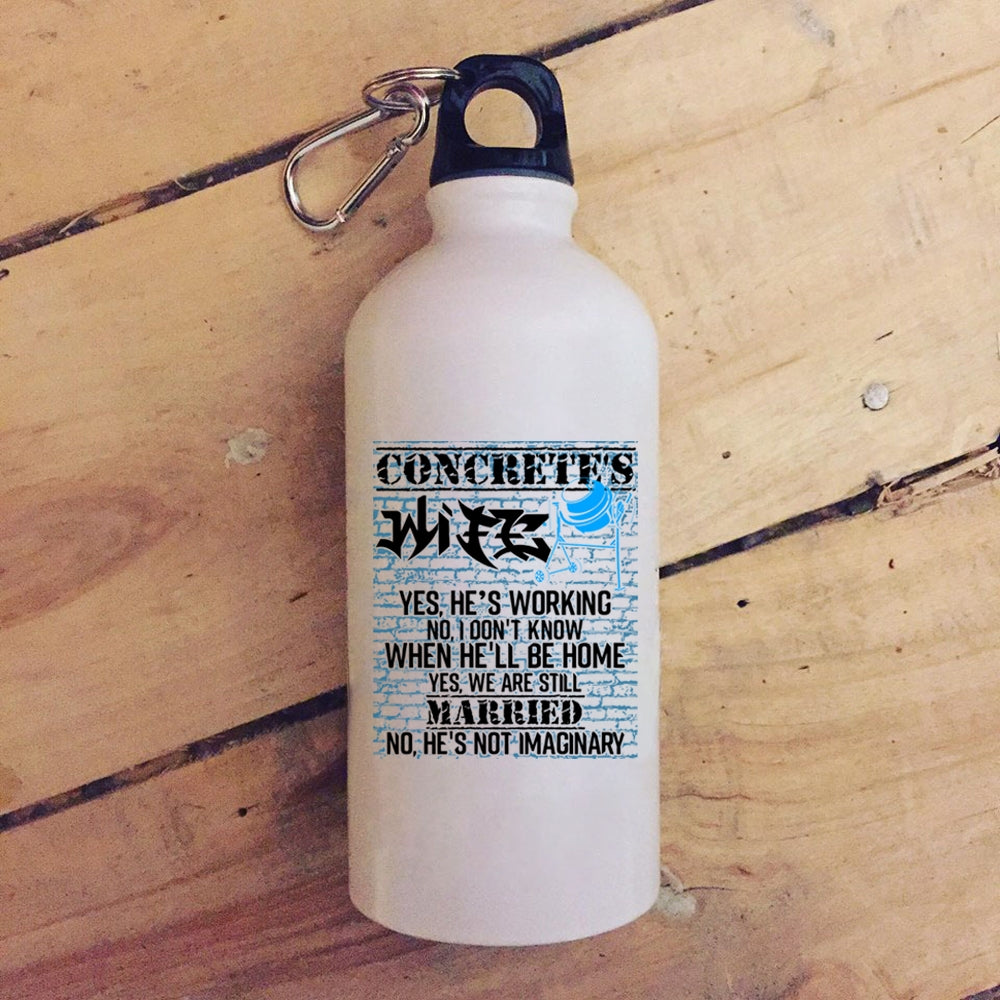 CONCRETE'S
WIFE
YES, HE'S WORKING
NO, I DON'T KNOW
WHEN HE'LL BE HOME
YES, WE ARE STILL
MARRIED
NO, HE'S NOT IMAGINARY